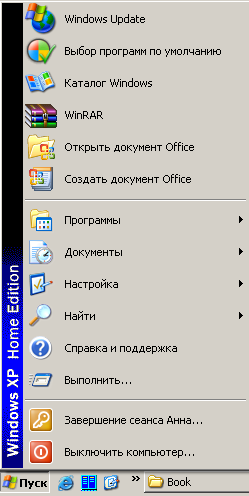 Windows Update
Выбор программ по умолчанию
Каталог Windows
WinRAR
Открыть документ Office
Создать документ Office
Программы
Документы
Настройка
Найти
Справка и поддержка
Выполнить...
Завершение сеанса Анна...
Выключить компьютер...
Windows XP Home Edition
Пуск
»
Book